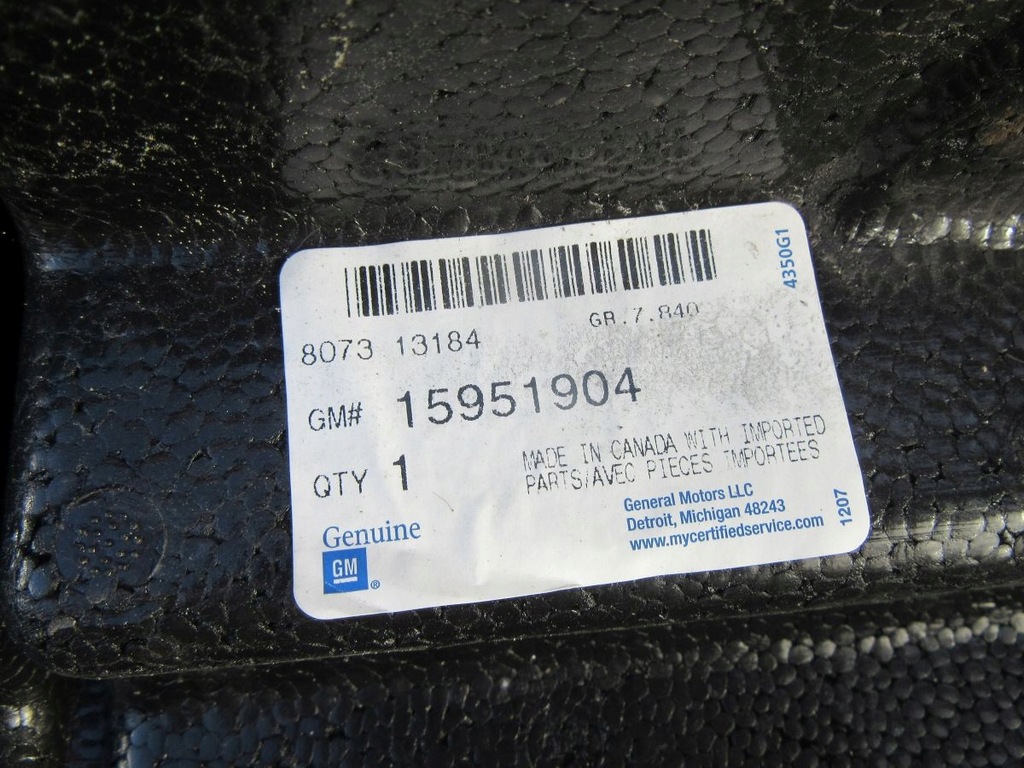 4350G1
GR.7.840
8073 13184
GM# 15951904
QTY 1
MADE IN CANADA WITH IMPORTED
PARTS/AVEC PIECES IMPORTEES
General Motors LLC
Detroit, Michigan 48243
www.mycertifiedservice.com
1207
Genuine
GM®